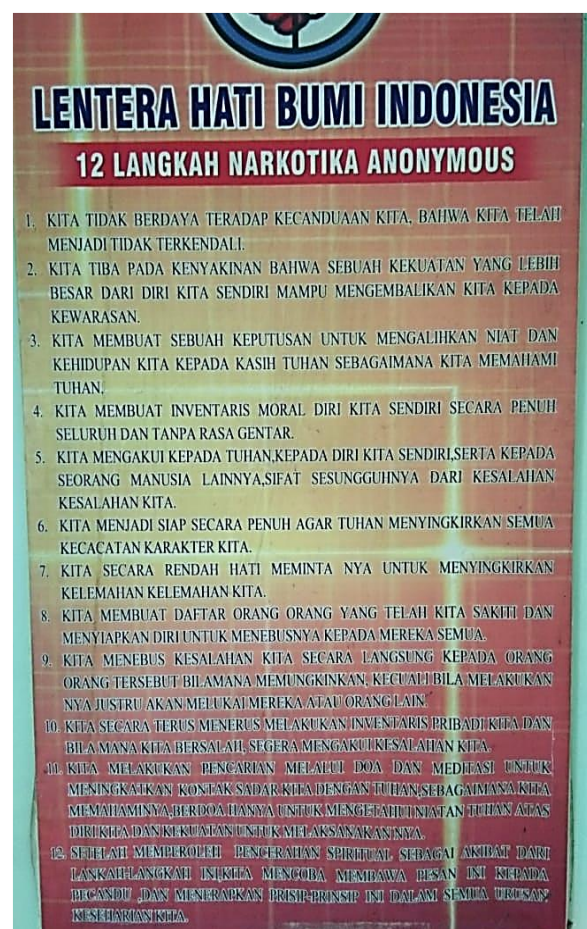 LENTERA HATI BUMI INDONESIA
12 LANGKAH NARKOTIKA ANONYMOUS
1. KITA TIDAK BERDAYA TERADAP KECANDUAAN KITA, BAHWA KITA TELAH
MENJADI TIDAK TERKENDALI.
2. KITA TIBA PADA KENYAKINAN BAHWA SEBUAH KEKUATAN YANG LEBIH
BESAR DARI DIRI KITA SENDIRI MAMPU MENGEMBALIKAN KITA KEPADA
KEWARASAN.
3. KITA MEMBUAT SEBUAH KEPUTUSAN UNTUK MENGALIHKAN NIAT DAN
KEHIDUPAN KITA KEPADA KASIH TUHAN SEBAGAIMANA KITA MEMAHAMI
TUHAN.
4. KITA MEMBUAT INVENTARIS MORAL DIRI KITA SENDIRI SECARA PENUH
SELURUH DAN TANPA RASA GENTAR.
5. KITA MENGAKUI KEPADA TUHAN,KEPADA DIRI KITA SENDIRI,SERTA KEPADA
SEORANG MANUSIA LAINNYA,SIFAT SESUNGGUHNYA DARI KESALAHAN
KESALAHAN KITA.
6. KITA MENJADI SIAP SECARA PENUH AGAR TUHAN MENYINGKIRKAN SEMUA
KECACATAN KARAKTER KITA.
7. KITA SECARA RENDAH HATI MEMINTA NYA UNTUK MENYINGKIRKAN
KELEMAHAN KELEMAHAN KITA.
8. KITA MEMBUAT DAFTAR ORANG ORANG YANG TELAH KITA SAKITI DAN
MENYIAPKAN DIRI UNTUK MENEBUSNYA KEPADA MEREKA SEMUA.
9. KITA MENEBUS KESALAHAN KITA SECARA LANGSUNG KEPADA ORANG
ORANG TERSEBUT BILAMANA MEMUNGKINKAN, KECUALI BILA MELAKUKAN
NYA JUSTRU AKAN MELUKAI MEREKA ATAU ORANG LAIN.
10. KITA SECARA TERUS MENERUS MELAKUKAN INVENTARIS PRIBADI KITA DAN
BILA MANA KITA BERSALAH, SEGERA MENGAKUI KESALAHAN KITA.
11. KITA MELAKUKAN PENCARIAN MELALUI DOA DAN MEDITASI UNTUK
MENINGKATKAN KONTAK SADAR KITA DENGAN TUHAN,SEBAGAIMANA KITA
MEMAHAMINYA,BERDOA HANYA UNTUK MENGETAHUI NIATAN TUHAN ATAS
DIRI KITA DAN KEKUATAN UNTUK MELAKSANAKAN NYA.
12. SETELAH MEMPEROLEH PENCERAHAN SPIRITUAL SEBAGAI AKIBAT DARI
LANKAH-LANGKAH INI,KITA MENCOBA MEMBAWA PESAN INI KEPADA
PECANDU ,DAN MENERAPKAN PRISIP-PRINSIP INI DALAM SEMUA URUSAN
KESEHARIAN KITA.